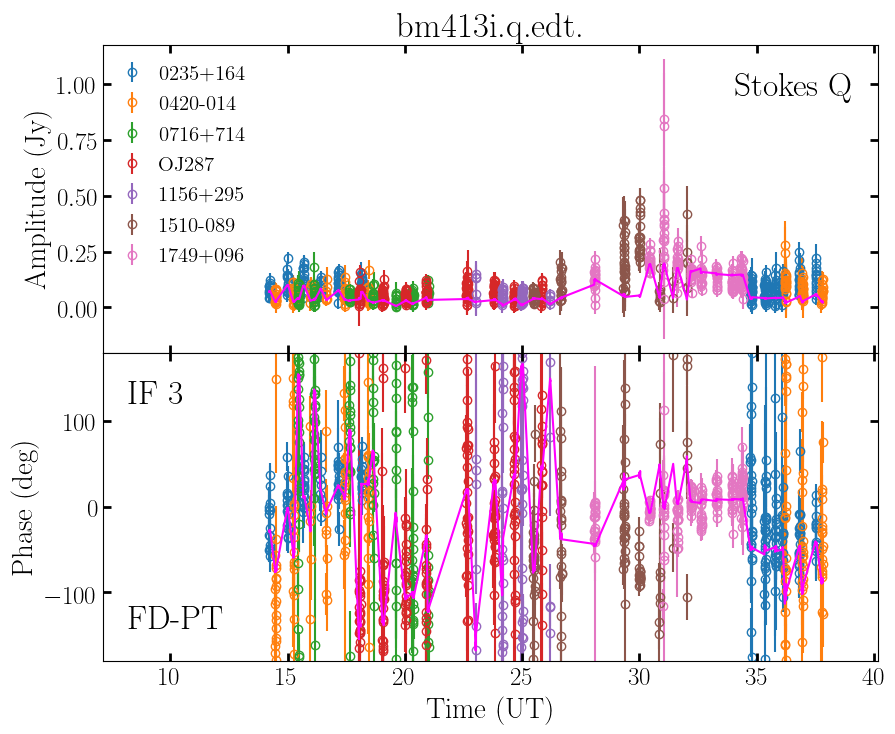 bm413i.q.edt.
Stokes Q
0235+164
0420-014
0716+714
OJ287
1156+295
1510-089
1749+096
Amplitude (Jy)
1.00
0.75
0.50
0.25
0.00
IF 3
FD-PT
Phase (deg)
100
0
−100
10
15
20
25
30
35
40
Time (UT)